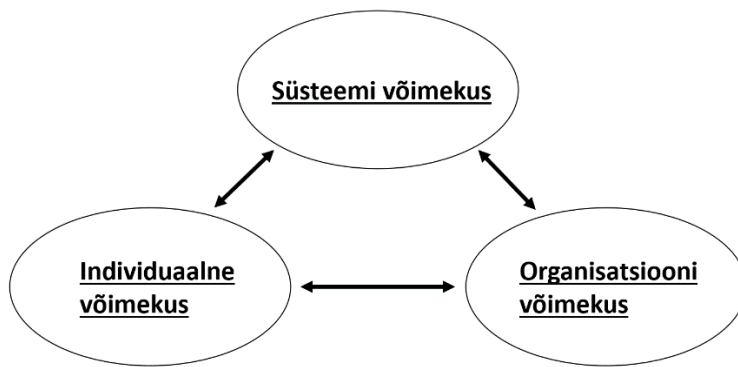 Süsteemi võimekus
Individuaalne
võimekus
Organisatsiooni
võimekus